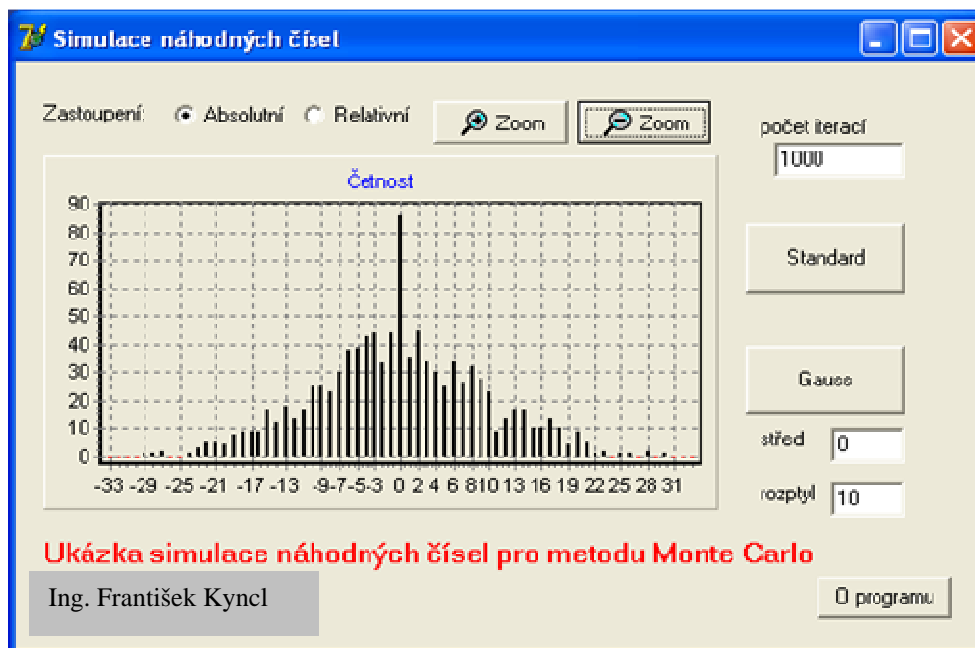 Simulace náhodných čísel
Zastoupení: Absolutní Relativní Zoom Zoom
počet iterací
1000
Četnost
90
80
70
60
50
40
30
20
10
0
-33 -29 -25 -21 -17 -13 -9-7-5-3 0 2 4 6 810 13 16 19 22 25 28 31
Standard
Gauss
střed 0
rozptyl 10
Ukázka simulace náhodných čísel pro metodu Monte Carlo
Ing. František Kyncl
O programu